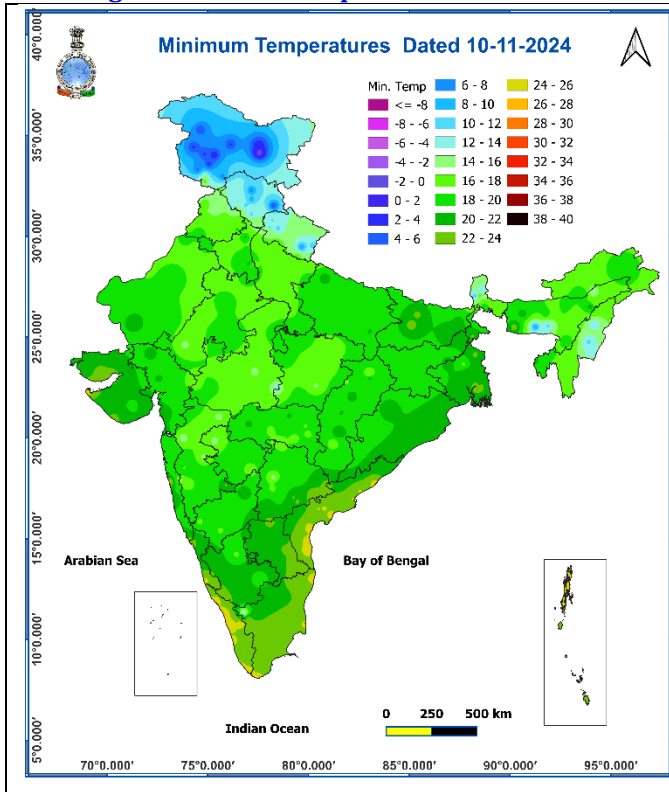 Minimum Temperatures Dated 10-11-2024
Min. Temp
<= -8
-8 - -6
-6 - -4
-4 - -2
-2 - 0
0 - 2
2 - 4
4 - 6
6 - 8
8 - 10
10 - 12
12 - 14
14 - 16
16 - 18
18 - 20
20 - 22
22 - 24
24 - 26
26 - 28
28 - 30
30 - 32
32 - 34
34 - 36
36 - 38
38 - 40
40°0.000'
35°0.000'
30°0.000'
25°0.000'
20°0.000'
15°0.000'
10°0.000'
5°0.000'
Arabian Sea
Bay of Bengal
Indian Ocean
0 250 500 km
70°0.000' 75°0.000' 80°0.000' 85°0.000' 90°0.000' 95°0.000'